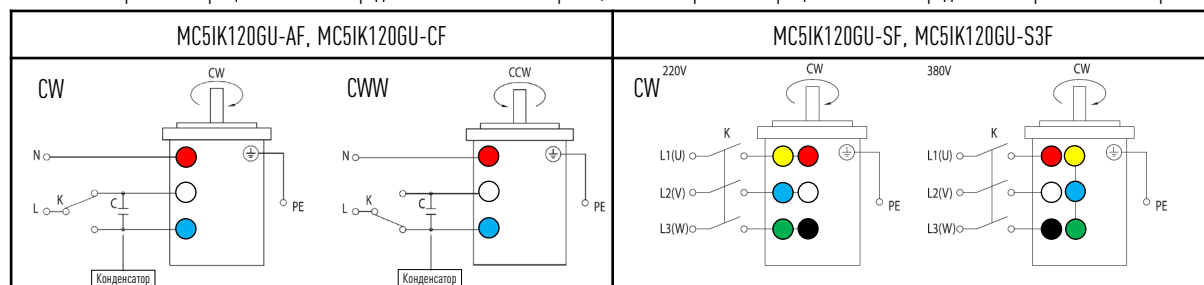 MC5IK120GU-AF, MC5IK120GU-CF
MC5IK120GU-SF, MC5IK120GU-S3F
CW
CW
N
K
L
C
PE
Конденсатор
CWW
CCW
N
K
L
C
PE
Конденсатор
CW
220V
CW
K
L1(U)
L2(V)
L3(W)
PE
380V
CW
K
L1(U)
L2(V)
L3(W)
PE